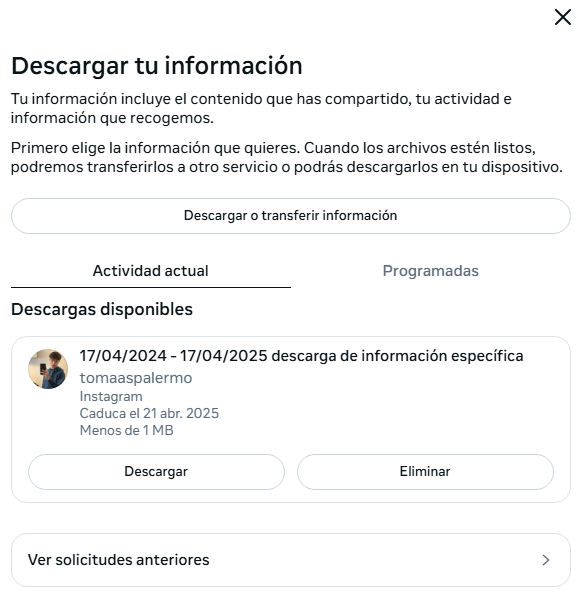 Descargar tu información
Tu información incluye el contenido que has compartido, tu actividad e
información que recogemos.
Primero elige la información que quieres. Cuando los archivos estén listos,
podremos transferirlos a otro servicio o podrás descargarlos en tu dispositivo.
Descargar o transferir información
Actividad actual
Programadas
Descargas disponibles
17/04/2024 - 17/04/2025 descarga de información específica
tomaaspalermo
Instagram
Caduca el 21 abr. 2025
Menos de 1 MB
Descargar
Eliminar
Ver solicitudes anteriores